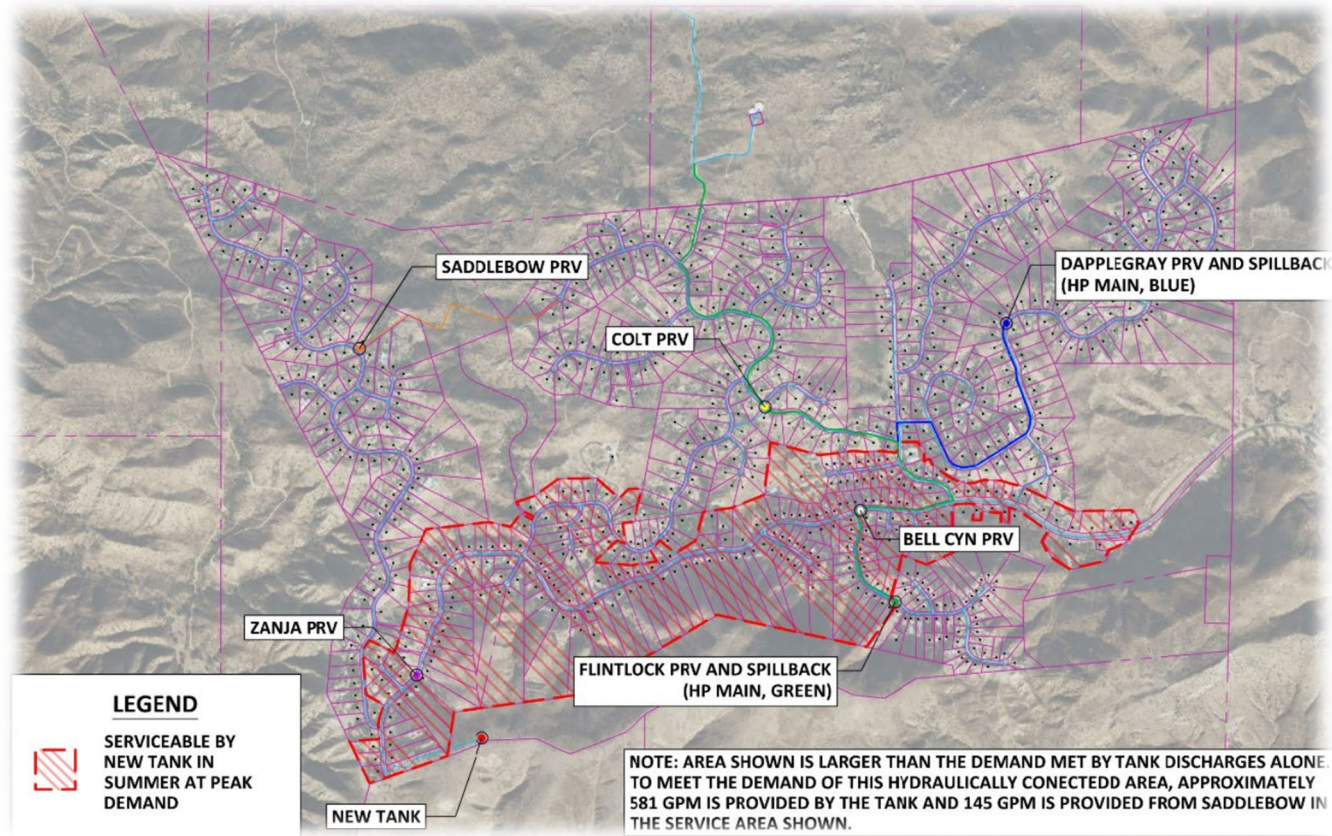 SADDLEBOW PRV
DAPPLEGRAY PRV AND SPILLBACK
(HP MAIN, BLUE)
COLT PRV
BELL CYN PRV
ZANJA PRV
FLINTLOCK PRV AND SPILLBACK
(HP MAIN, GREEN)
LEGEND
SERVICEABLE BY
NEW TANK IN
SUMMER AT PEAK
DEMAND
NEW TANK
NOTE: AREA SHOWN IS LARGER THAN THE DEMAND MET BY TANK DISCHARGES ALONE.
TO MEET THE DEMAND OF THIS HYDRAULICALLY CONECTEDD AREA, APPROXIMATELY
581 GPM IS PROVIDED BY THE TANK AND 145 GPM IS PROVIDED FROM SADDLEBOW IN
THE SERVICE AREA SHOWN.